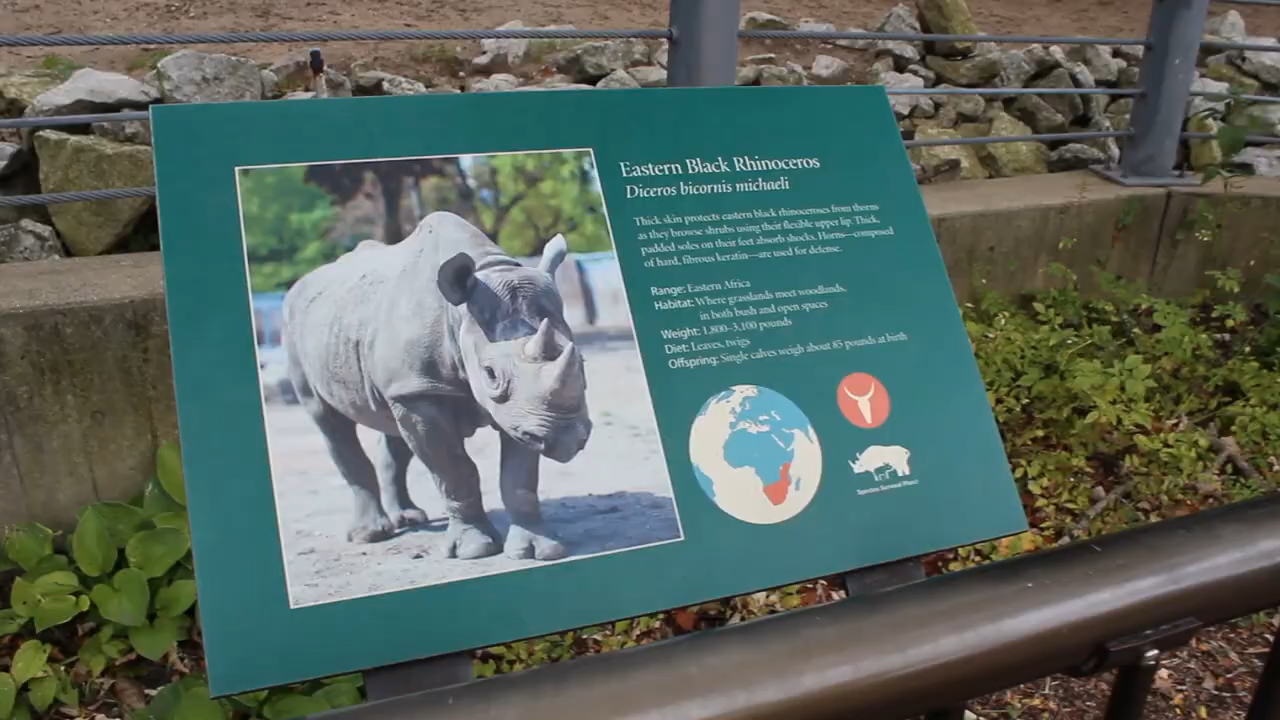 Eastern Black Rhinoceros
Diceros bicornis michaeli
Thick skin protects eastern black rhinoceroses from thorns
as they browse shrubs using their flexible upper lip. Thick,
padded soles on their feet absorb shocks. Horns—composed
of hard, fibrous keratin—are used for defense.
Range: Eastern Africa
Habitat: Where grasslands meet woodlands,
in both bush and open spaces
Weight: 1,800–3,100 pounds
Diet: Leaves, twigs
Offspring: Single calves weigh about 85 pounds at birth
Species Survival Plan®